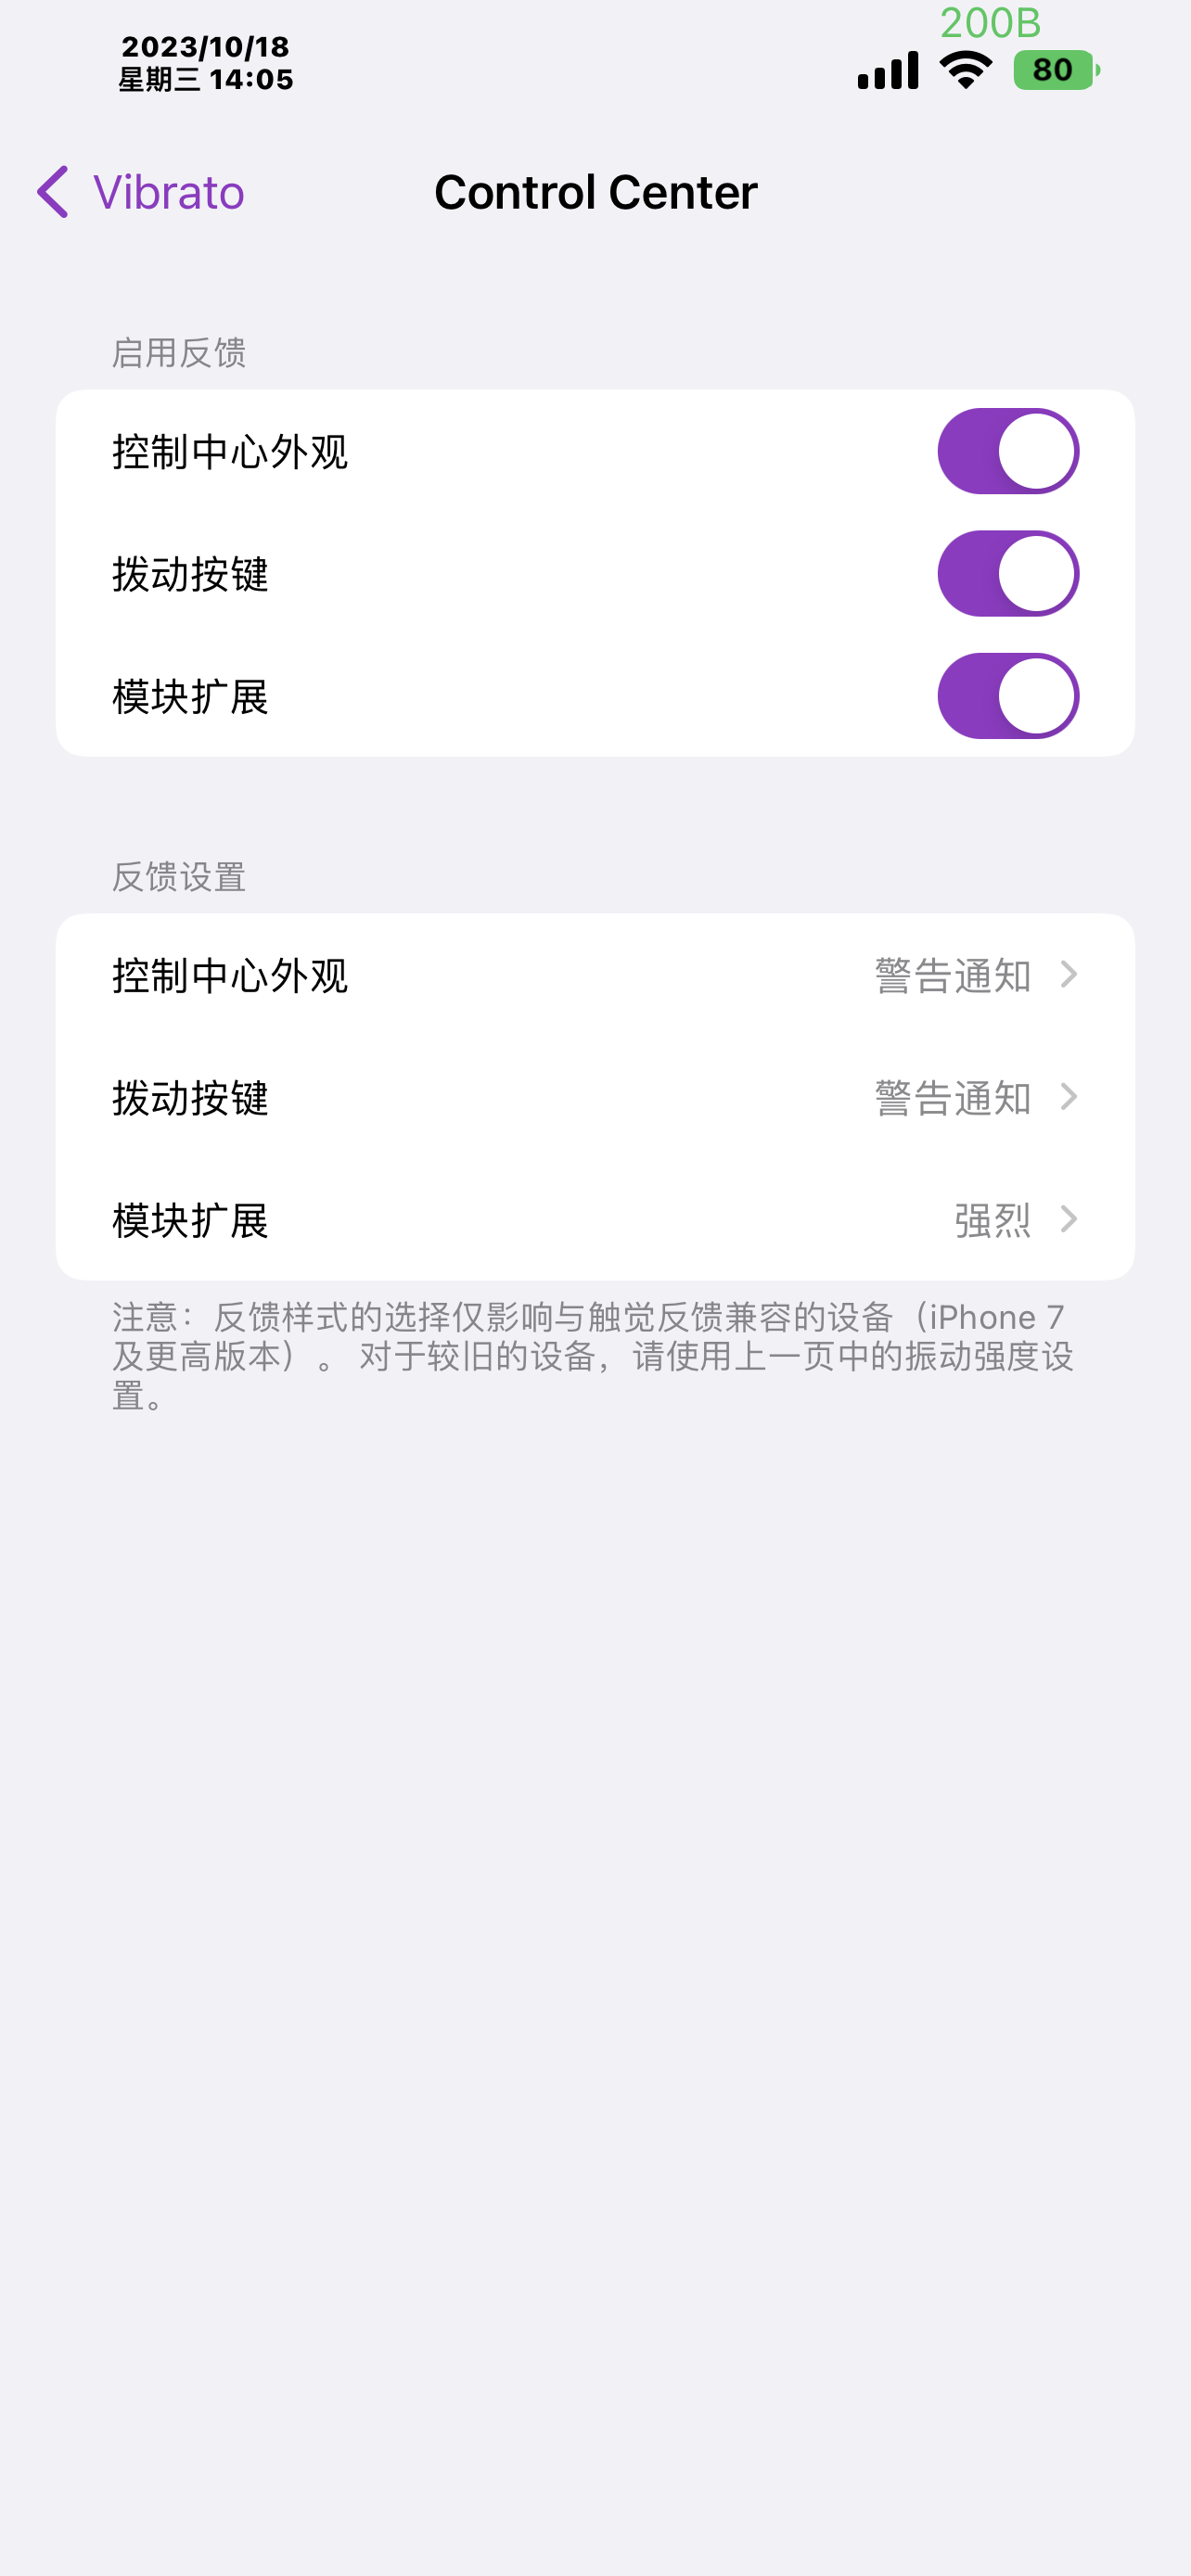 200B
2023/10/18
星期三 14:05
80
Vibrato
Control Center
启用反馈
控制中心外观
拨动按键
模块扩展
反馈设置
控制中心外观 警告通知
拨动按键 警告通知
模块扩展 强烈
注意：反馈样式的选择仅影响与触觉反馈兼容的设备（iPhone 7
及更高版本）。 对于较旧的设备，请使用上一页中的振动强度设
置。